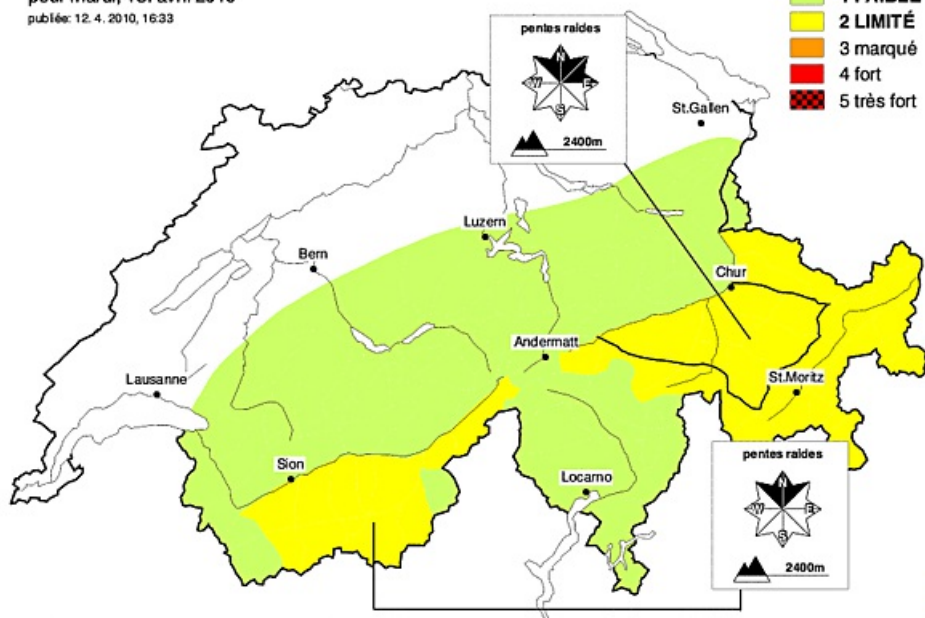 publiée: 12. 4. 2010, 16:33
2 LIMITÉ
3 marqué
4 fort
5 très fort
pentes raides
N
W
E
S
2400m
St.Gallen
Luzern
Bern
Chur
Andermatt
Lausanne
St.Moritz
Sion
Locarno
pentes raides
N
W
E
S
2400m